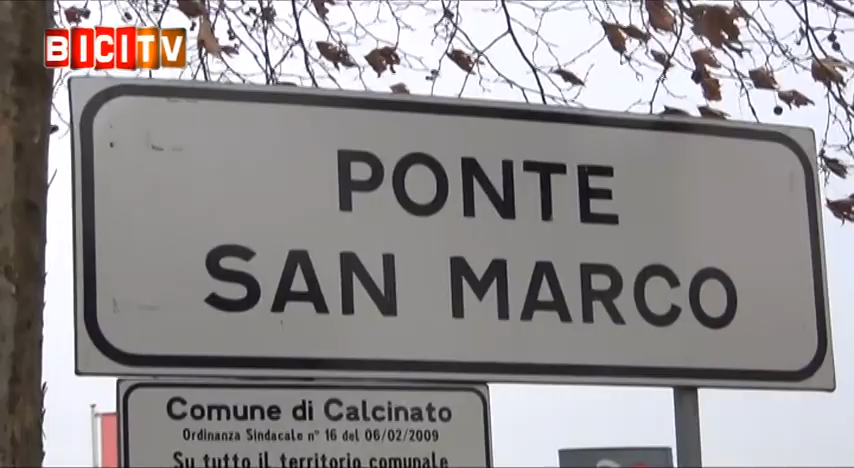 BICITV
PONTE
SAN MARCO
Comune di Calcinato
Ordinanza Sindacale n° 16 del 06/02/2009
Su tutto il territorio comunale